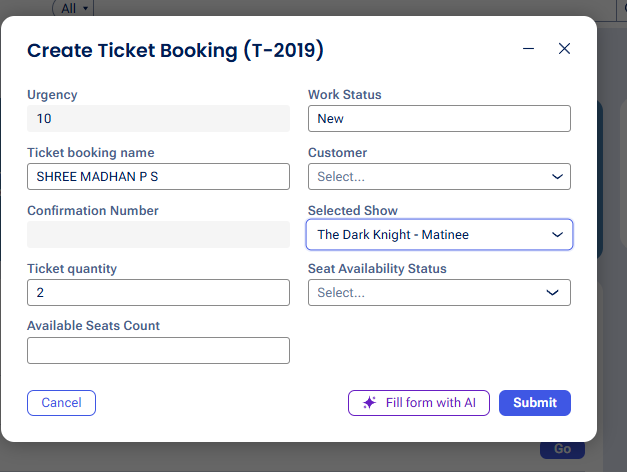 All
Create Ticket Booking (T-2019)
Urgency
10
Work Status
New
Ticket booking name
SHREE MADHAN P S
Customer
Select...
Confirmation Number
Selected Show
The Dark Knight - Matinee
Ticket quantity
2
Seat Availability Status
Select...
Available Seats Count
Cancel
Fill form with AI
Submit
Go